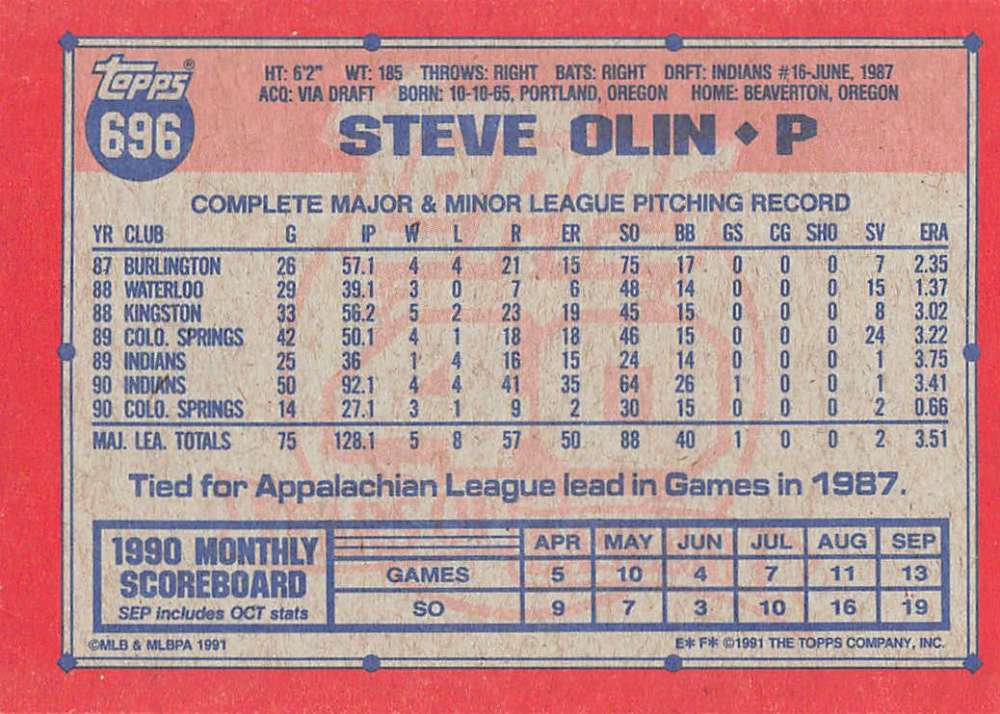 Topps®
696
HT: 6'2" WT: 185 THROWS: RIGHT BATS: RIGHT DRFT: INDIANS #16-JUNE, 1987
ACQ: VIA DRAFT BORN: 10-10-65, PORTLAND, OREGON HOME: BEAVERTON, OREGON
STEVE OLIN ♦ P
COMPLETE MAJOR & MINOR LEAGUE PITCHING RECORD
YR CLUB G IP W L R ER SO BB GS CG SHO SV ERA
87 BURLINGTON 26 57.1 4 4 21 15 75 17 0 0 0 7 2.35
88 WATERLOO 29 39.1 3 0 7 6 48 14 0 0 0 15 1.37
88 KINGSTON 33 56.2 5 2 23 19 45 15 0 0 0 8 3.02
89 COLO. SPRINGS 42 50.1 4 1 18 18 46 15 0 0 0 24 3.22
89 INDIANS 25 36 1 4 16 15 24 14 0 0 0 1 3.75
90 INDIANS 50 92.1 4 4 41 35 64 26 1 0 0 1 3.41
90 COLO. SPRINGS 14 27.1 3 1 9 2 30 15 0 0 0 2 0.66
MAJ. LEA. TOTALS 75 128.1 5 8 57 50 88 40 1 0 0 2 3.51
Tied for Appalachian League lead in Games in 1987.
1990 MONTHLY
SCOREBOARD
SEP includes OCT stats
APR MAY JUN JUL AUG SEP
GAMES 5 10 4 7 11 13
SO 9 7 3 10 16 19
©MLB & MLBPA 1991
E* F* ©1991 THE TOPPS COMPANY, INC.